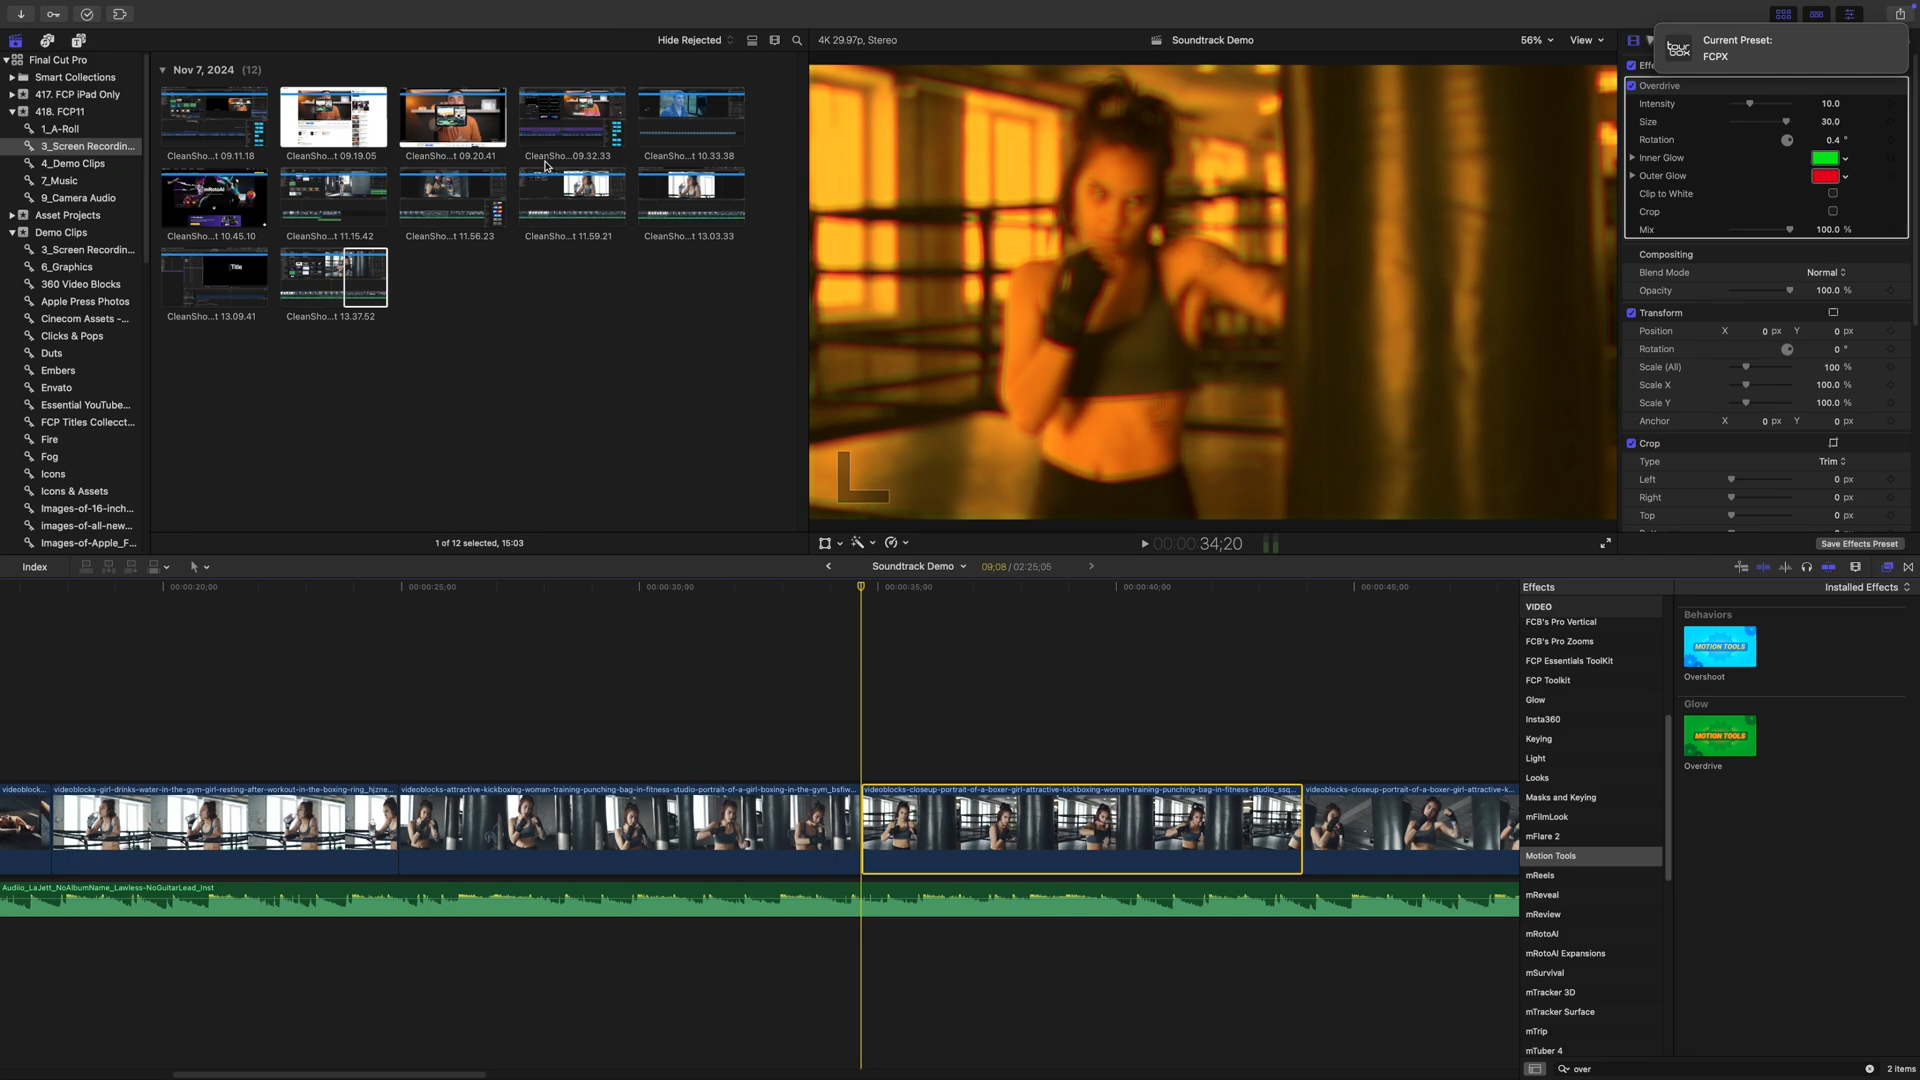 Hide Rejected
4K 29.97p, Stereo
Soundtrack Demo
56%
View
tour box
Current Preset:
FCPX
Final Cut Pro
Smart Collections
417. FCP iPad Only
418. FCP11
1_A-Roll
3_Screen Recordin...
4_Demo Clips
7_Music
9_Camera Audio
Asset Projects
Demo Clips
3_Screen Recordin...
6_Graphics
360 Video Blocks
Apple Press Photos
Cinecom Assets -...
Clicks & Pops
Duts
Embers
Envato
Essential YouTube...
FCP Titles Collecct...
Fire
Fog
Icons
Icons & Assets
Images-of-16-inch...
images-of-all-new...
Images-of-Apple_F...
Nov 7, 2024 (12)
CleanSho...t 09.11.18
CleanSho...t 09.19.05
CleanSho...t 09.20.41
CleanSho...09.32.33
CleanSho...t 10.33.38
mRotoAI
CleanSho...t 10.45.10
CleanSho...t 11.15.42
CleanSho...t 11.56.23
CleanSho...t 11.59.21
CleanSho...t 13.03.33
Title
CleanSho...t 13.09.41
CleanSho...t 13.37.52
1 of 12 selected, 15:03
00:00:34;20
Overdrive
Intensity 10.0
Size 30.0
Rotation 0.4 °
Inner Glow
Outer Glow
Clip to White
Crop
Mix 100.0 %
Compositing
Blend Mode Normal
Opacity 100.0 %
Transform
Position X 0 px Y 0 px
Rotation 0 °
Scale (All) 100 %
Scale X 100.0 %
Scale Y 100.0 %
Anchor X 0 px Y 0 px
Crop
Type Trim
Left 0 px
Right 0 px
Top 0 px
Save Effects Preset
Index
Soundtrack Demo
09;08 / 02:25;05
00:00:20;00
00:00:25;00
00:00:30;00
00:00:35;00
00:00:40;00
00:00:45;00
videoblock...
videoblocks-girl-drinks-water-in-the-gym-girl-resting-after-workout-in-the-boxing-ring_hjzne...
videoblocks-attractive-kickboxing-woman-training-punching-bag-in-fitness-studio-portrait-of-a-girl-boxing-in-the-gym_bsfiw...
videoblocks-closeup-portrait-of-a-boxer-girl-attractive-kickboxing-woman-training-punching-bag-in-fitness-studio_ssq...
videoblocks-closeup-portrait-of-a-boxer-girl-attractive-k...
Audiio_LaJett_NoAlbumName_Lawless-NoGuitarLead_Inst
Effects
Installed Effects
VIDEO
FCB's Pro Vertical
FCB's Pro Zooms
FCP Essentials ToolKit
FCP Toolkit
Glow
Insta360
Keying
Light
Looks
Masks and Keying
mFilmLook
mFlare 2
Motion Tools
mReels
mReveal
mReview
mRotoAI
mRotoAI Expansions
mSurvival
mTracker 3D
mTracker Surface
mTrip
mTuber 4
Behaviors
MOTION TOOLS
Overshoot
Glow
MOTION TOOLS
Overdrive
over
2 items